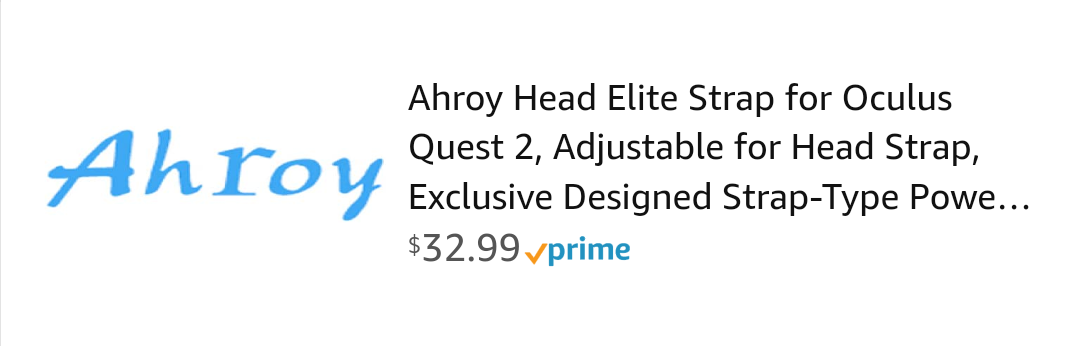 Ahroy
Ahroy Head Elite Strap for Oculus
Quest 2, Adjustable for Head Strap,
Exclusive Designed Strap-Type Powe...
$32.99 prime